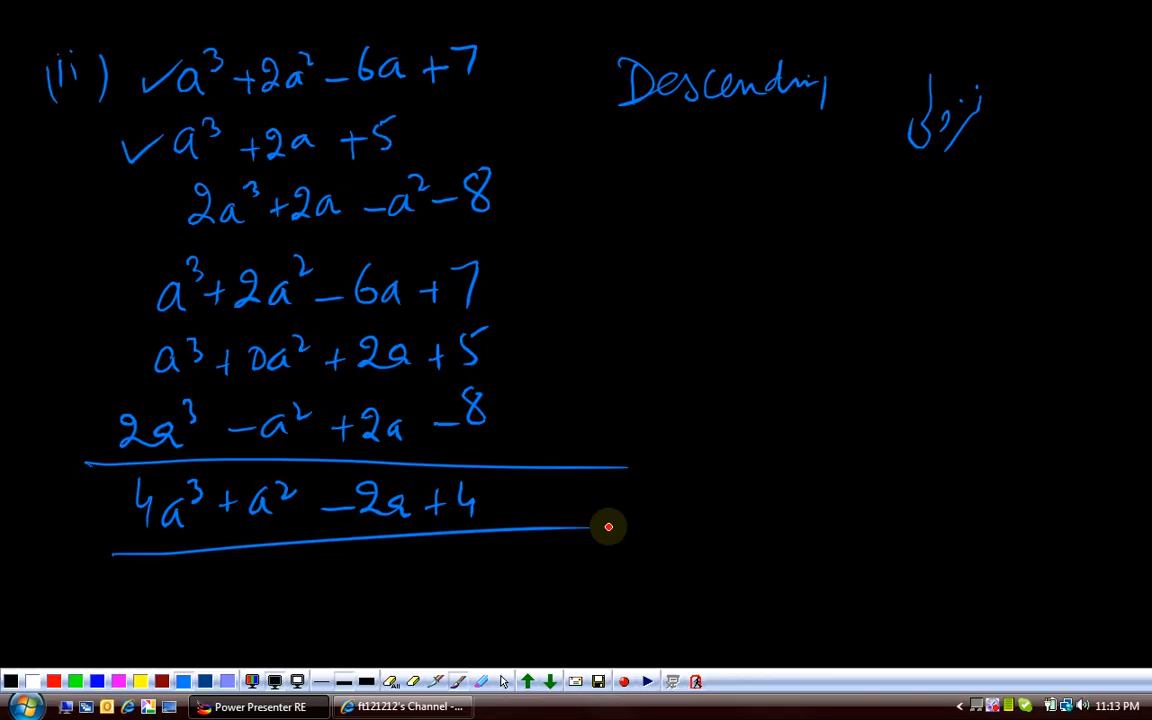 (ii) ✓ a³ + 2a² - 6a + 7 Descending
✓ a³ + 2a + 5
2a³ + 2a - a² - 8
a³ + 2a² - 6a + 7
a³ + 0a² + 2a + 5
2a³ - a² + 2a - 8
4a³ + a² - 2a + 4
Power Presenter RE
ft121212's Channel - ...
11:13 PM